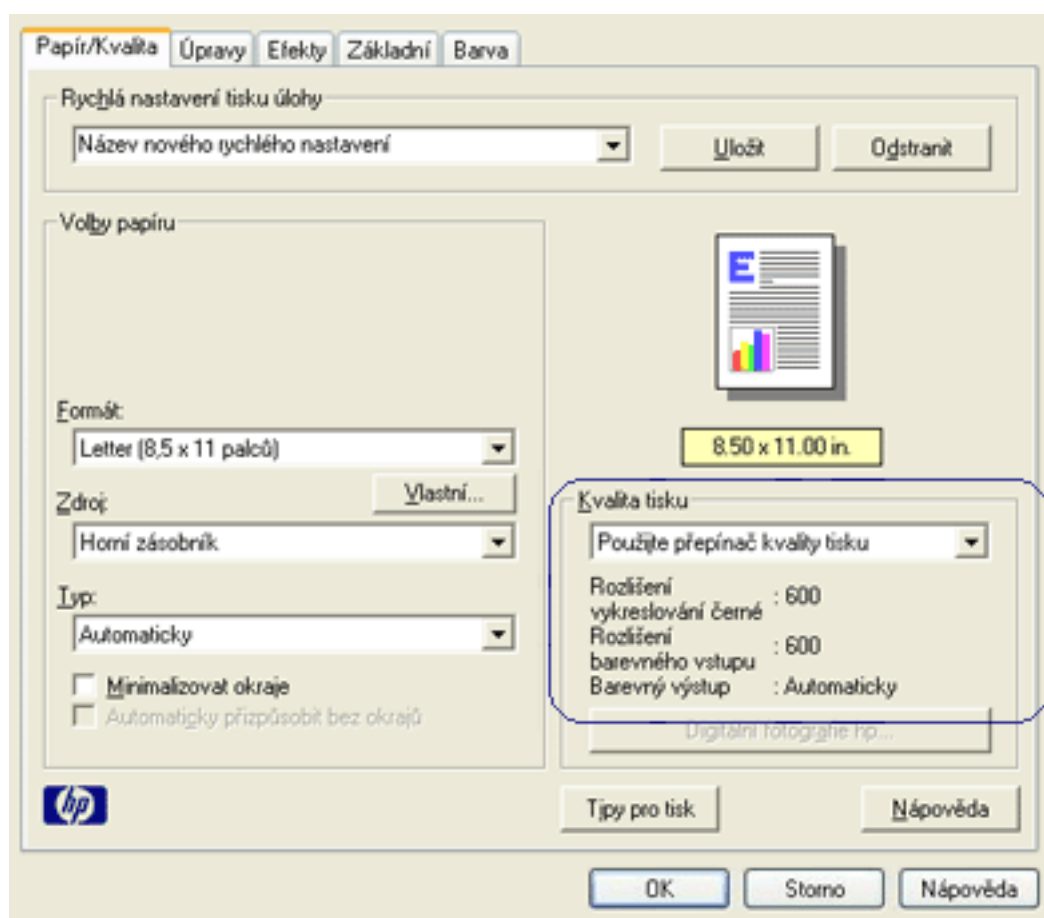 Papír/Kvalita Úpravy Efekty Základní Barva
Rychlá nastavení tisku úlohy
Název nového rychlého nastavení Uložit Odstranit
Volby papíru
E
Formát:
Letter (8,5 x 11 palců)
8.50 x 11.00 in.
Vlastní...
Zdroj:
Horní zásobník
Typ:
Automaticky
Minimalizovat okraje
Automaticky přizpůsobit bez okrajů
Kvalita tisku
Použijte přepínač kvality tisku
Rozlišení
vykreslování černé : 600
Rozlišení
barevného vstupu : 600
Barevný výstup : Automaticky
Digitální fotografie hp...
hp
Tipy pro tisk Nápověda
OK Storno Nápověda